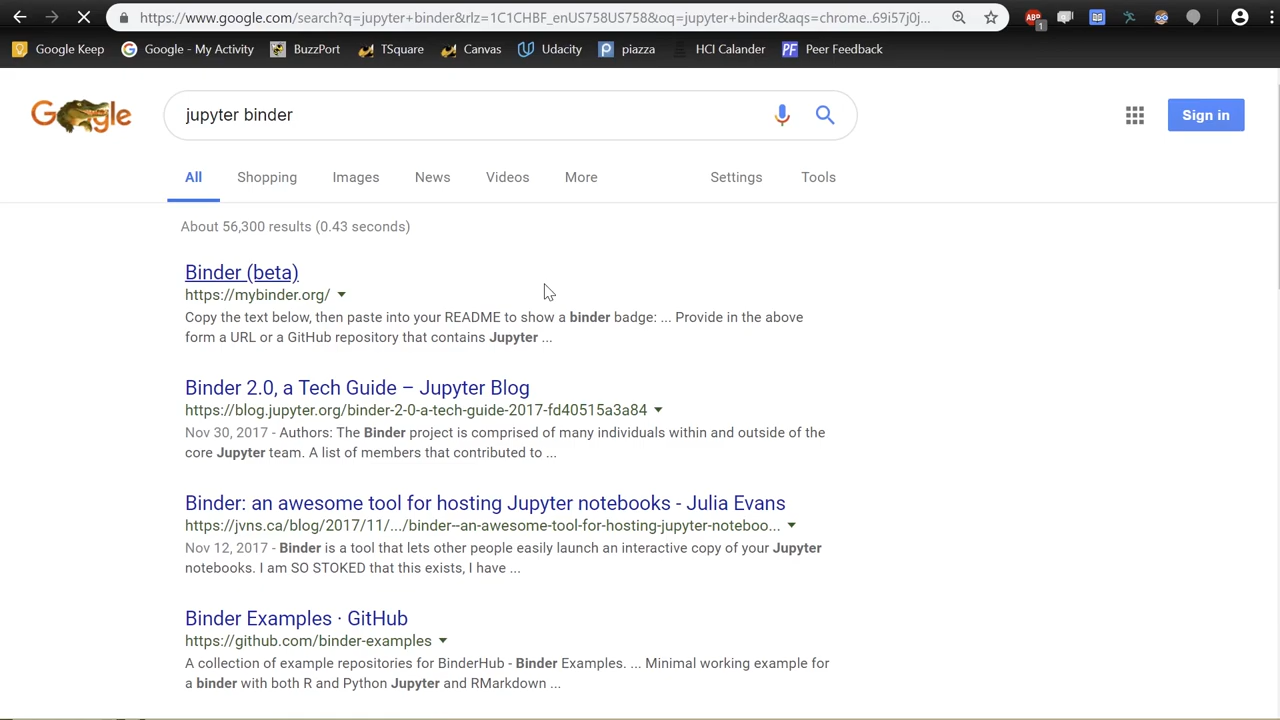 https://www.google.com/search?q=jupyter+binder&rlz=1C1CHBF_enUS758US758&oq=jupyter+binder&aqs=chrome..69i57j0j...
ABP
1
Google Keep
Google - My Activity
BuzzPort
TSquare
Canvas
Udacity
piazza
HCI Calander
PF Peer Feedback
Google
jupyter binder
Sign in
All
Shopping
Images
News
Videos
More
Settings
Tools
About 56,300 results (0.43 seconds)
Binder (beta)
https://mybinder.org/
Copy the text below, then paste into your README to show a binder badge: ... Provide in the above
form a URL or a GitHub repository that contains Jupyter ...
Binder 2.0, a Tech Guide – Jupyter Blog
https://blog.jupyter.org/binder-2-0-a-tech-guide-2017-fd40515a3a84
Nov 30, 2017 - Authors: The Binder project is comprised of many individuals within and outside of the
core Jupyter team. A list of members that contributed to ...
Binder: an awesome tool for hosting Jupyter notebooks - Julia Evans
https://jvns.ca/blog/2017/11/.../binder--an-awesome-tool-for-hosting-jupyter-noteboo...
Nov 12, 2017 - Binder is a tool that lets other people easily launch an interactive copy of your Jupyter
notebooks. I am SO STOKED that this exists, I have ...
Binder Examples · GitHub
https://github.com/binder-examples
A collection of example repositories for BinderHub - Binder Examples. ... Minimal working example for
a binder with both R and Python Jupyter and RMarkdown ...